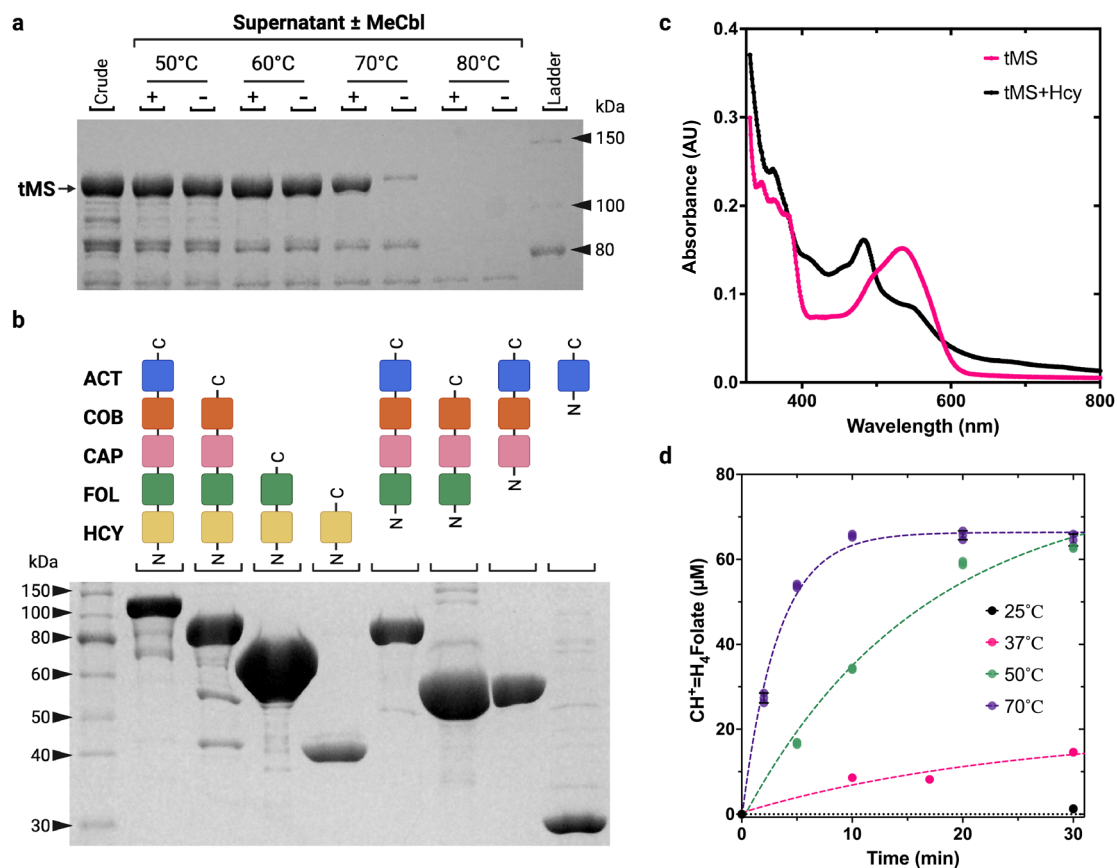 a
Supernatant ± MeCbl
50°C 60°C 70°C 80°C
Crude + - + - + - + - Ladder
kDa
150
tMS
100
80
b
C C C C
ACT
C C N
COB
CAP
C N
FOL
C N N
HCY
N N N N
kDa
150
100
80
60
50
40
30
c
0.4
0.3
0.2
0.1
0.0
Absorbance (AU)
tMS
tMS+Hcy
400 600 800
Wavelength (nm)
d
80
60
40
20
0
CH⁺=H₄Folate (μM)
25°C
37°C
50°C
70°C
0 10 20 30
Time (min)